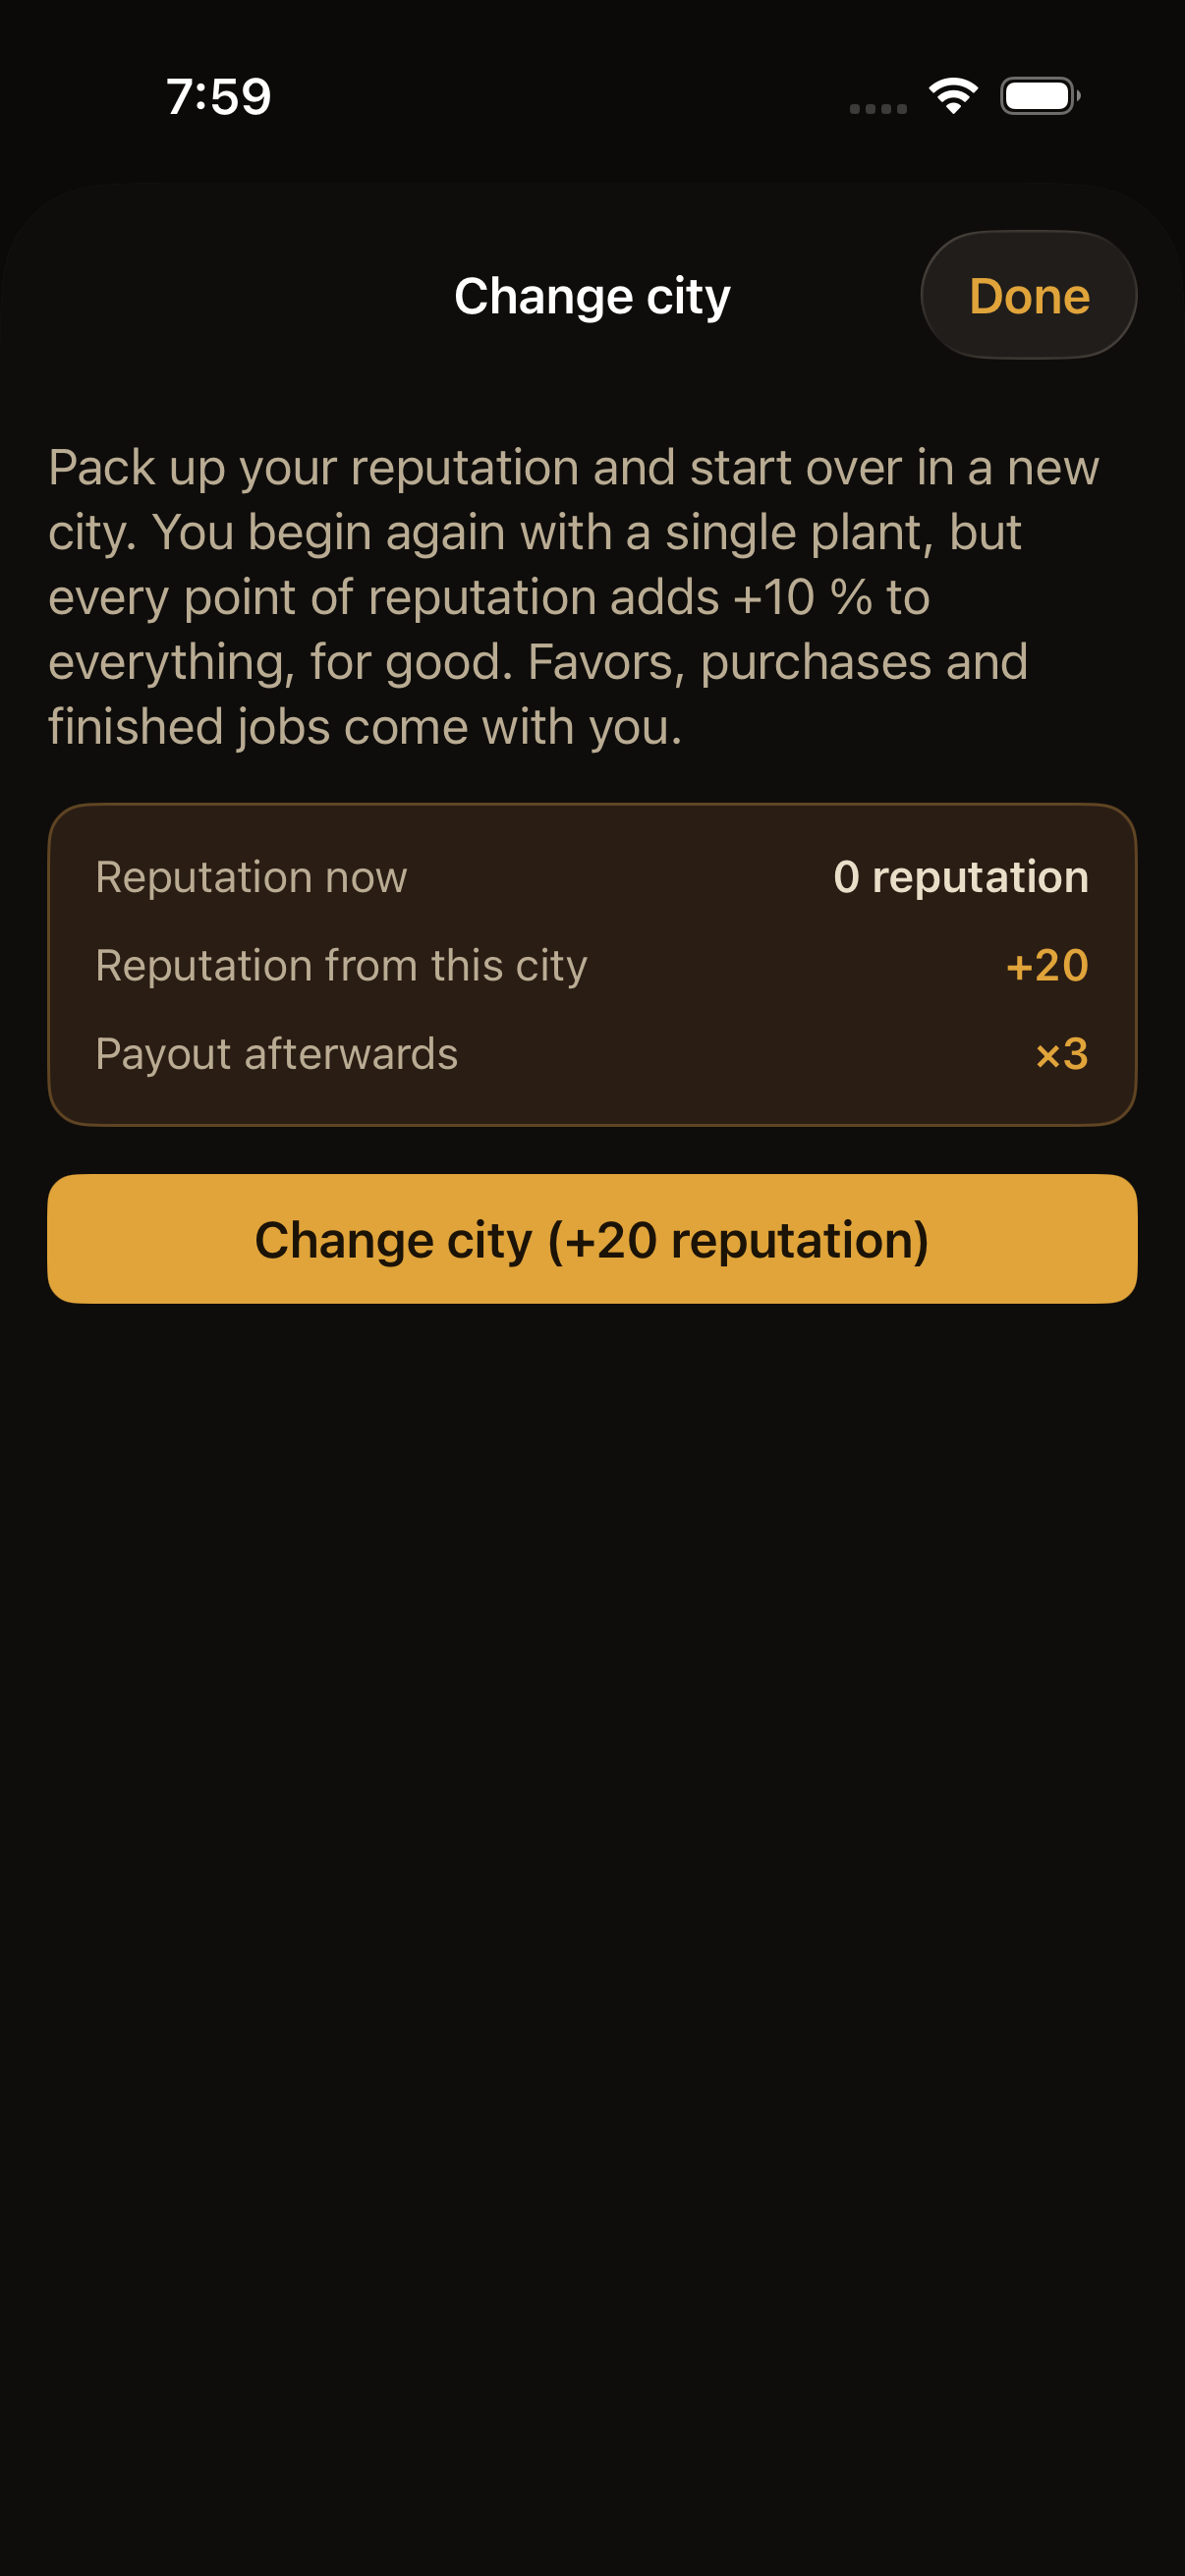 7:59
Change city
Done
Pack up your reputation and start over in a new
city. You begin again with a single plant, but
every point of reputation adds +10 % to
everything, for good. Favors, purchases and
finished jobs come with you.
Reputation now 0 reputation
Reputation from this city +20
Payout afterwards ×3
Change city (+20 reputation)